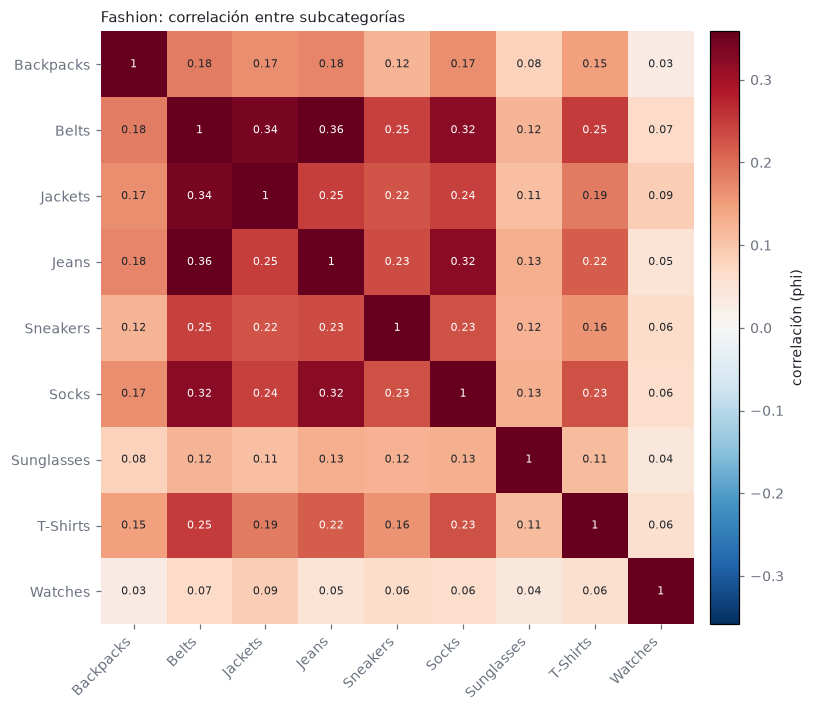 Fashion: correlación entre subcategorías
Backpacks 1 0.18 0.17 0.18 0.12 0.17 0.08 0.15 0.03
Belts 0.18 1 0.34 0.36 0.25 0.32 0.12 0.25 0.07
Jackets 0.17 0.34 1 0.25 0.22 0.24 0.11 0.19 0.09
Jeans 0.18 0.36 0.25 1 0.23 0.32 0.13 0.22 0.05
Sneakers 0.12 0.25 0.22 0.23 1 0.23 0.12 0.16 0.06
Socks 0.17 0.32 0.24 0.32 0.23 1 0.13 0.23 0.06
Sunglasses 0.08 0.12 0.11 0.13 0.12 0.13 1 0.11 0.04
T-Shirts 0.15 0.25 0.19 0.22 0.16 0.23 0.11 1 0.06
Watches 0.03 0.07 0.09 0.05 0.06 0.06 0.04 0.06 1
Backpacks Belts Jackets Jeans Sneakers Socks Sunglasses T-Shirts Watches
0.3
0.2
0.1
0.0
−0.1
−0.2
−0.3
correlación (phi)